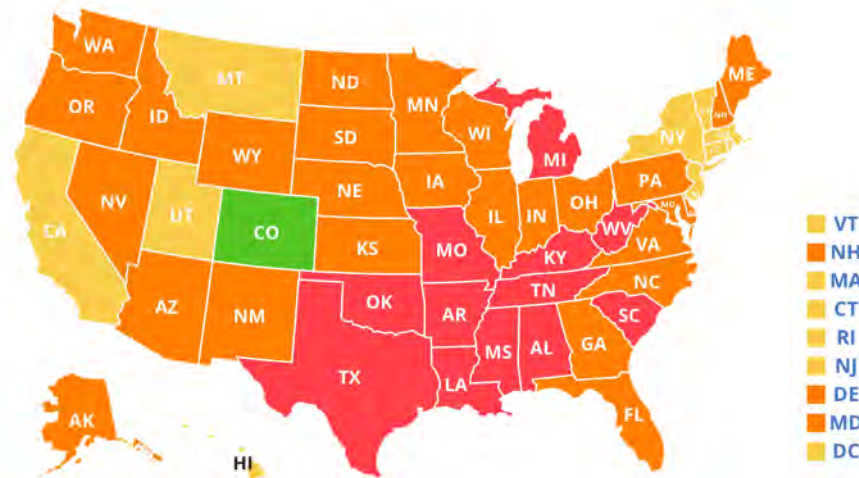 WA
ME
MT
ND
MN
OR
ID
NH
WI
NY
SD
WY
MI
IA
PA
NE
NV
IL
IN
OH
MD
UT
CO
WV
VA
CA
KS
MO
KY
NC
TN
AZ
NM
OK
AR
SC
MS
AL
GA
TX
LA
FL
AK
HI
VT
NH
MA
CT
RI
NJ
DE
MD
DC